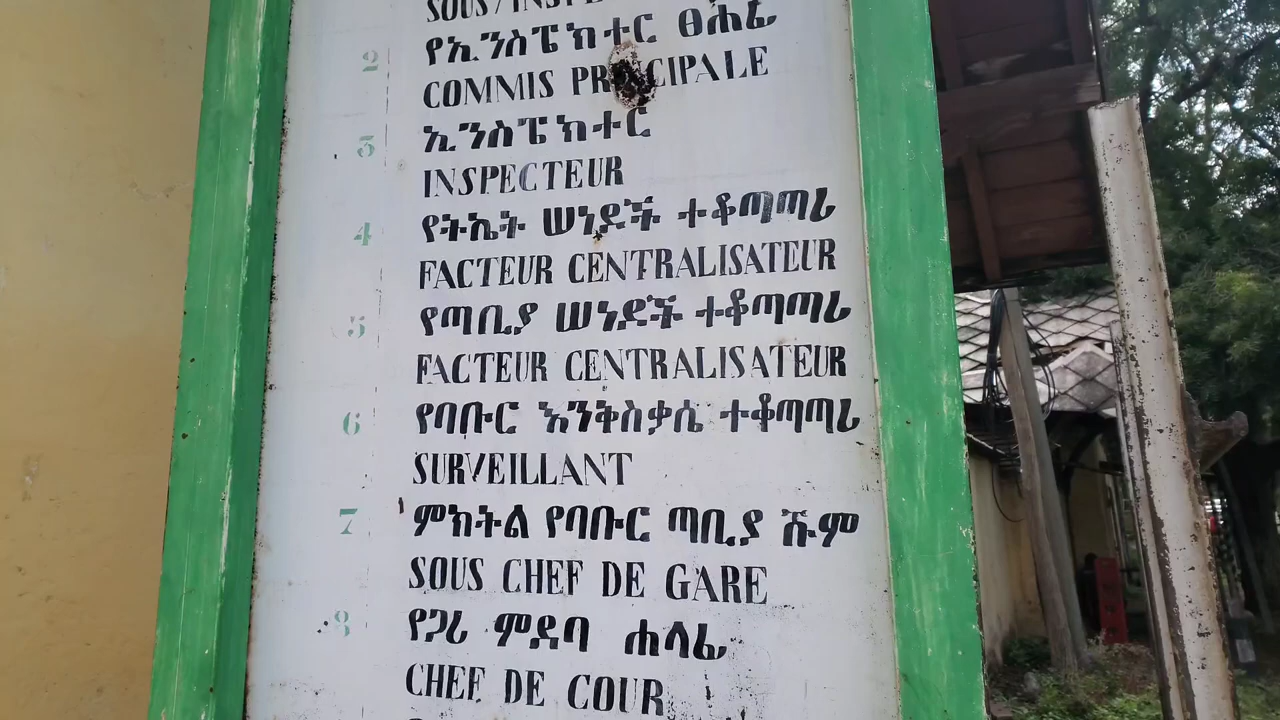 SOUS/INSPE
2 የኢንስፔክተር ፀሐፊ
COMMIS PRINCIPALE
3 ኢንስፔክተር
INSPECTEUR
4 የትኬት ሠነዶች ተቆጣጣሪ
FACTEUR CENTRALISATEUR
5 የጣቢያ ሠነዶች ተቆጣጣሪ
FACTEUR CENTRALISATEUR
6 የባቡር እንቅስቃሴ ተቆጣጣሪ
SURVEILLANT
7 ምክትል የባቡር ጣቢያ ሹም
SOUS CHEF DE GARE
8 የጋሪ ምደባ ሐላፊ
CHEF DE COUR